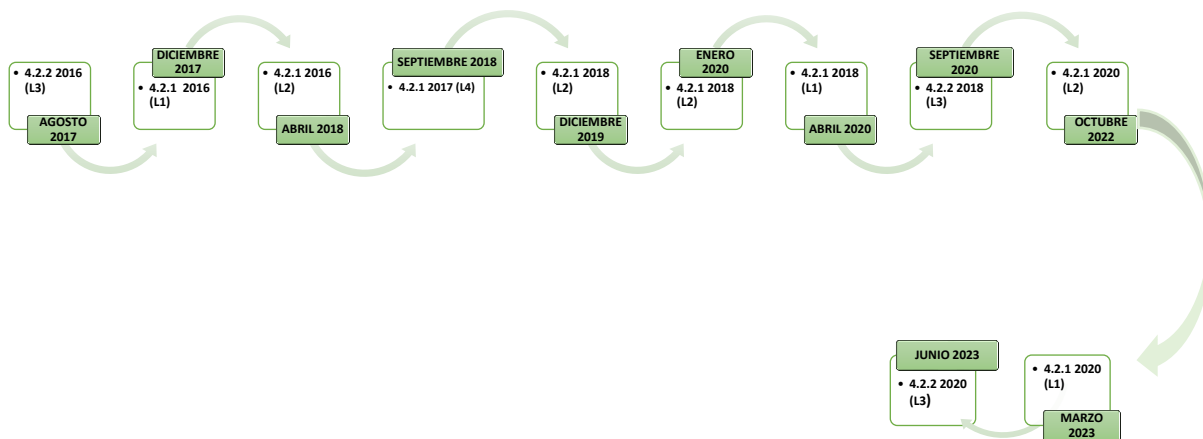 • 4.2.2 2016
(L3)
AGOSTO
2017
DICIEMBRE
2017
• 4.2.1 2016
(L1)
• 4.2.1 2016
(L2)
ABRIL 2018
SEPTIEMBRE 2018
• 4.2.1 2017 (L4)
• 4.2.1 2018
(L2)
DICIEMBRE
2019
ENERO
2020
• 4.2.1 2018
(L2)
• 4.2.1 2018
(L1)
ABRIL 2020
SEPTIEMBRE
2020
• 4.2.2 2018
(L3)
• 4.2.1 2020
(L2)
OCTUBRE
2022
• 4.2.1 2020
(L1)
MARZO
2023
JUNIO 2023
• 4.2.2 2020
(L3)